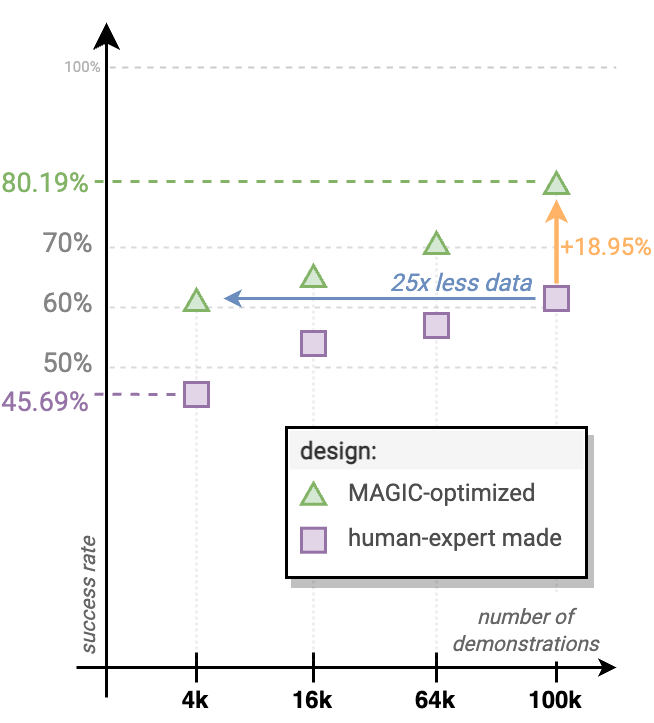 100%
80.19%
70%
+18.95%
25x less data
60%
50%
45.69%
design:
MAGIC-optimized
human-expert made
success rate
number of
demonstrations
4k
16k
64k
100k